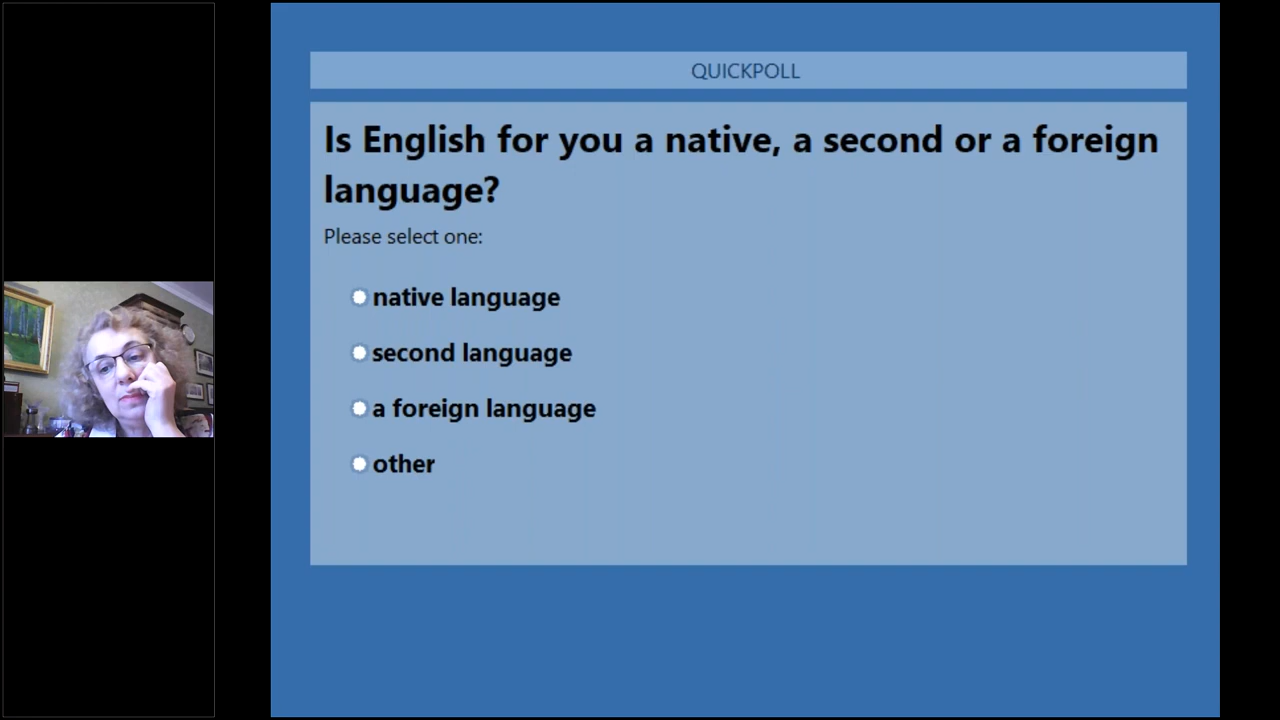 QUICKPOLL
Is English for you a native, a second or a foreign
language?
Please select one:
native language
second language
a foreign language
other